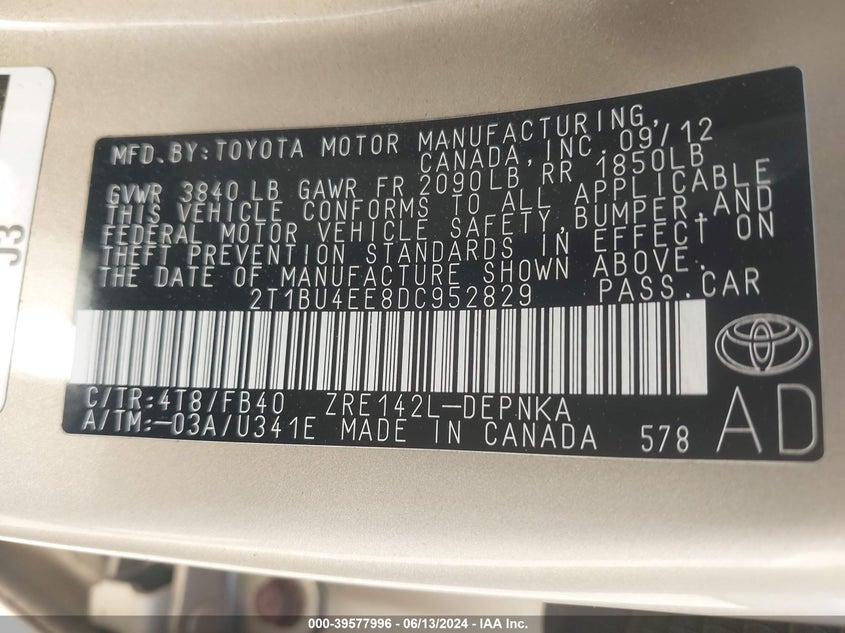 MFD. BY: TOYOTA MOTOR MANUFACTURING,
CANADA, INC. 09/12
GVWR 3840 LB GAWR FR 2090LB, RR 1850LB
THIS VEHICLE CONFORMS TO ALL APPLICABLE
FEDERAL MOTOR VEHICLE SAFETY, BUMPER, AND
THEFT PREVENTION STANDARDS IN EFFECT ON
THE DATE OF MANUFACTURE SHOWN ABOVE.
2T1BU4EE8DC952829 PASS. CAR
C/TR: 4T8/FB40 ZRE142L-DEPNKA
A/TM:-03A/U341E MADE IN CANADA 578
AD
J3
000-39577996 - 06/13/2024 - IAA Inc.